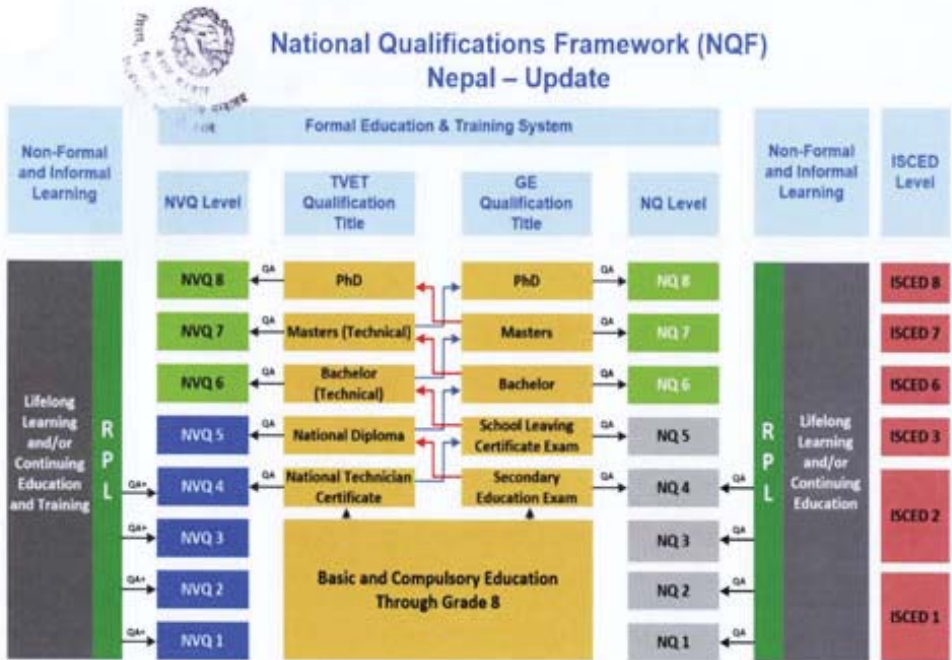 National Qualifications Framework (NQF)
Nepal – Update
Formal Education & Training System
Non-Formal
and Informal
Learning
NVQ Level
TVET
Qualification
Title
GE
Qualification
Title
NQ Level
Non-Formal
and Informal
Learning
ISCED
Level
NVQ 8
QA
PhD
PhD
QA
NQ 8
ISCED 8
NVQ 7
QA
Masters (Technical)
Masters
QA
NQ 7
ISCED 7
NVQ 6
QA
Bachelor
(Technical)
Bachelor
QA
NQ 6
ISCED 6
NVQ 5
QA
National Diploma
School Leaving
Certificate Exam
QA
NQ 5
ISCED 3
NVQ 4
QA
National Technician
Certificate
Secondary
Education Exam
QA
NQ 4
QA
ISCED 2
Lifelong
Learning
and/or
Continuing
Education
and Training
RPL
QA+
QA+
NVQ 3
NQ 3
QA
QA+
NVQ 2
Basic and Compulsory Education
Through Grade 8
NQ 2
QA
ISCED 1
QA+
NVQ 1
NQ 1
QA
RPL
Lifelong
Learning
and/or
Continuing
Education